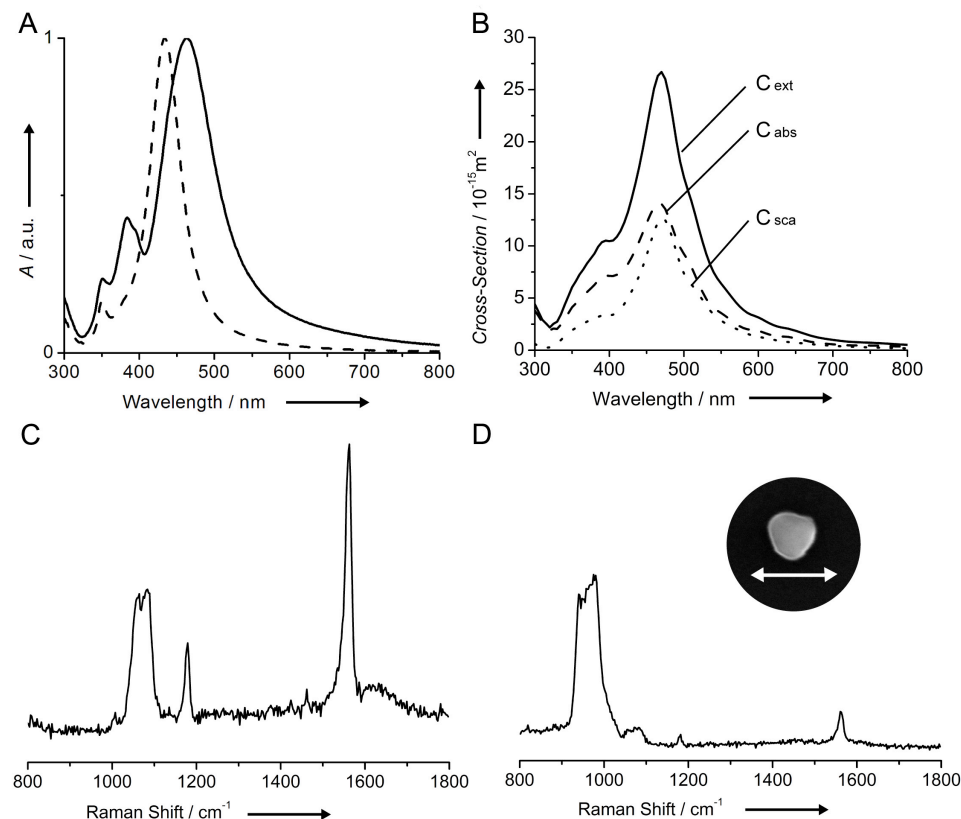 A
1
A / a.u.
0
300 400 500 600 700 800
Wavelength / nm
B
30
25
20
15
10
5
0
Cross-Section / 10⁻¹⁵m²
C ext
C abs
C sca
300 400 500 600 700 800
Wavelength / nm
C
800 1000 1200 1400 1600 1800
Raman Shift / cm⁻¹
D
800 1000 1200 1400 1600 1800
Raman Shift / cm⁻¹